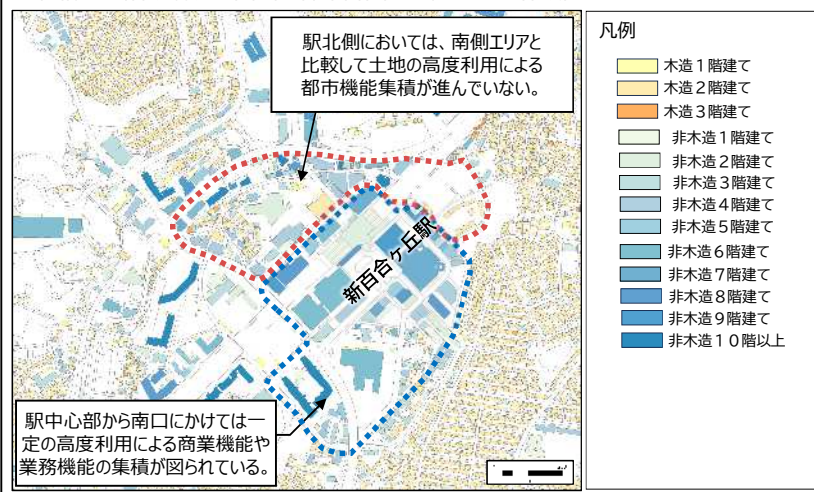 駅北側においては、南側エリアと
比較して土地の高度利用による
都市機能集積が進んでいない。
新百合ヶ丘駅
駅中心部から南口にかけては一
定の高度利用による商業機能や
業務機能の集積が図られている。
凡例
木造1階建て
木造2階建て
木造3階建て
非木造1階建て
非木造2階建て
非木造3階建て
非木造4階建て
非木造5階建て
非木造6階建て
非木造7階建て
非木造8階建て
非木造9階建て
非木造10階以上